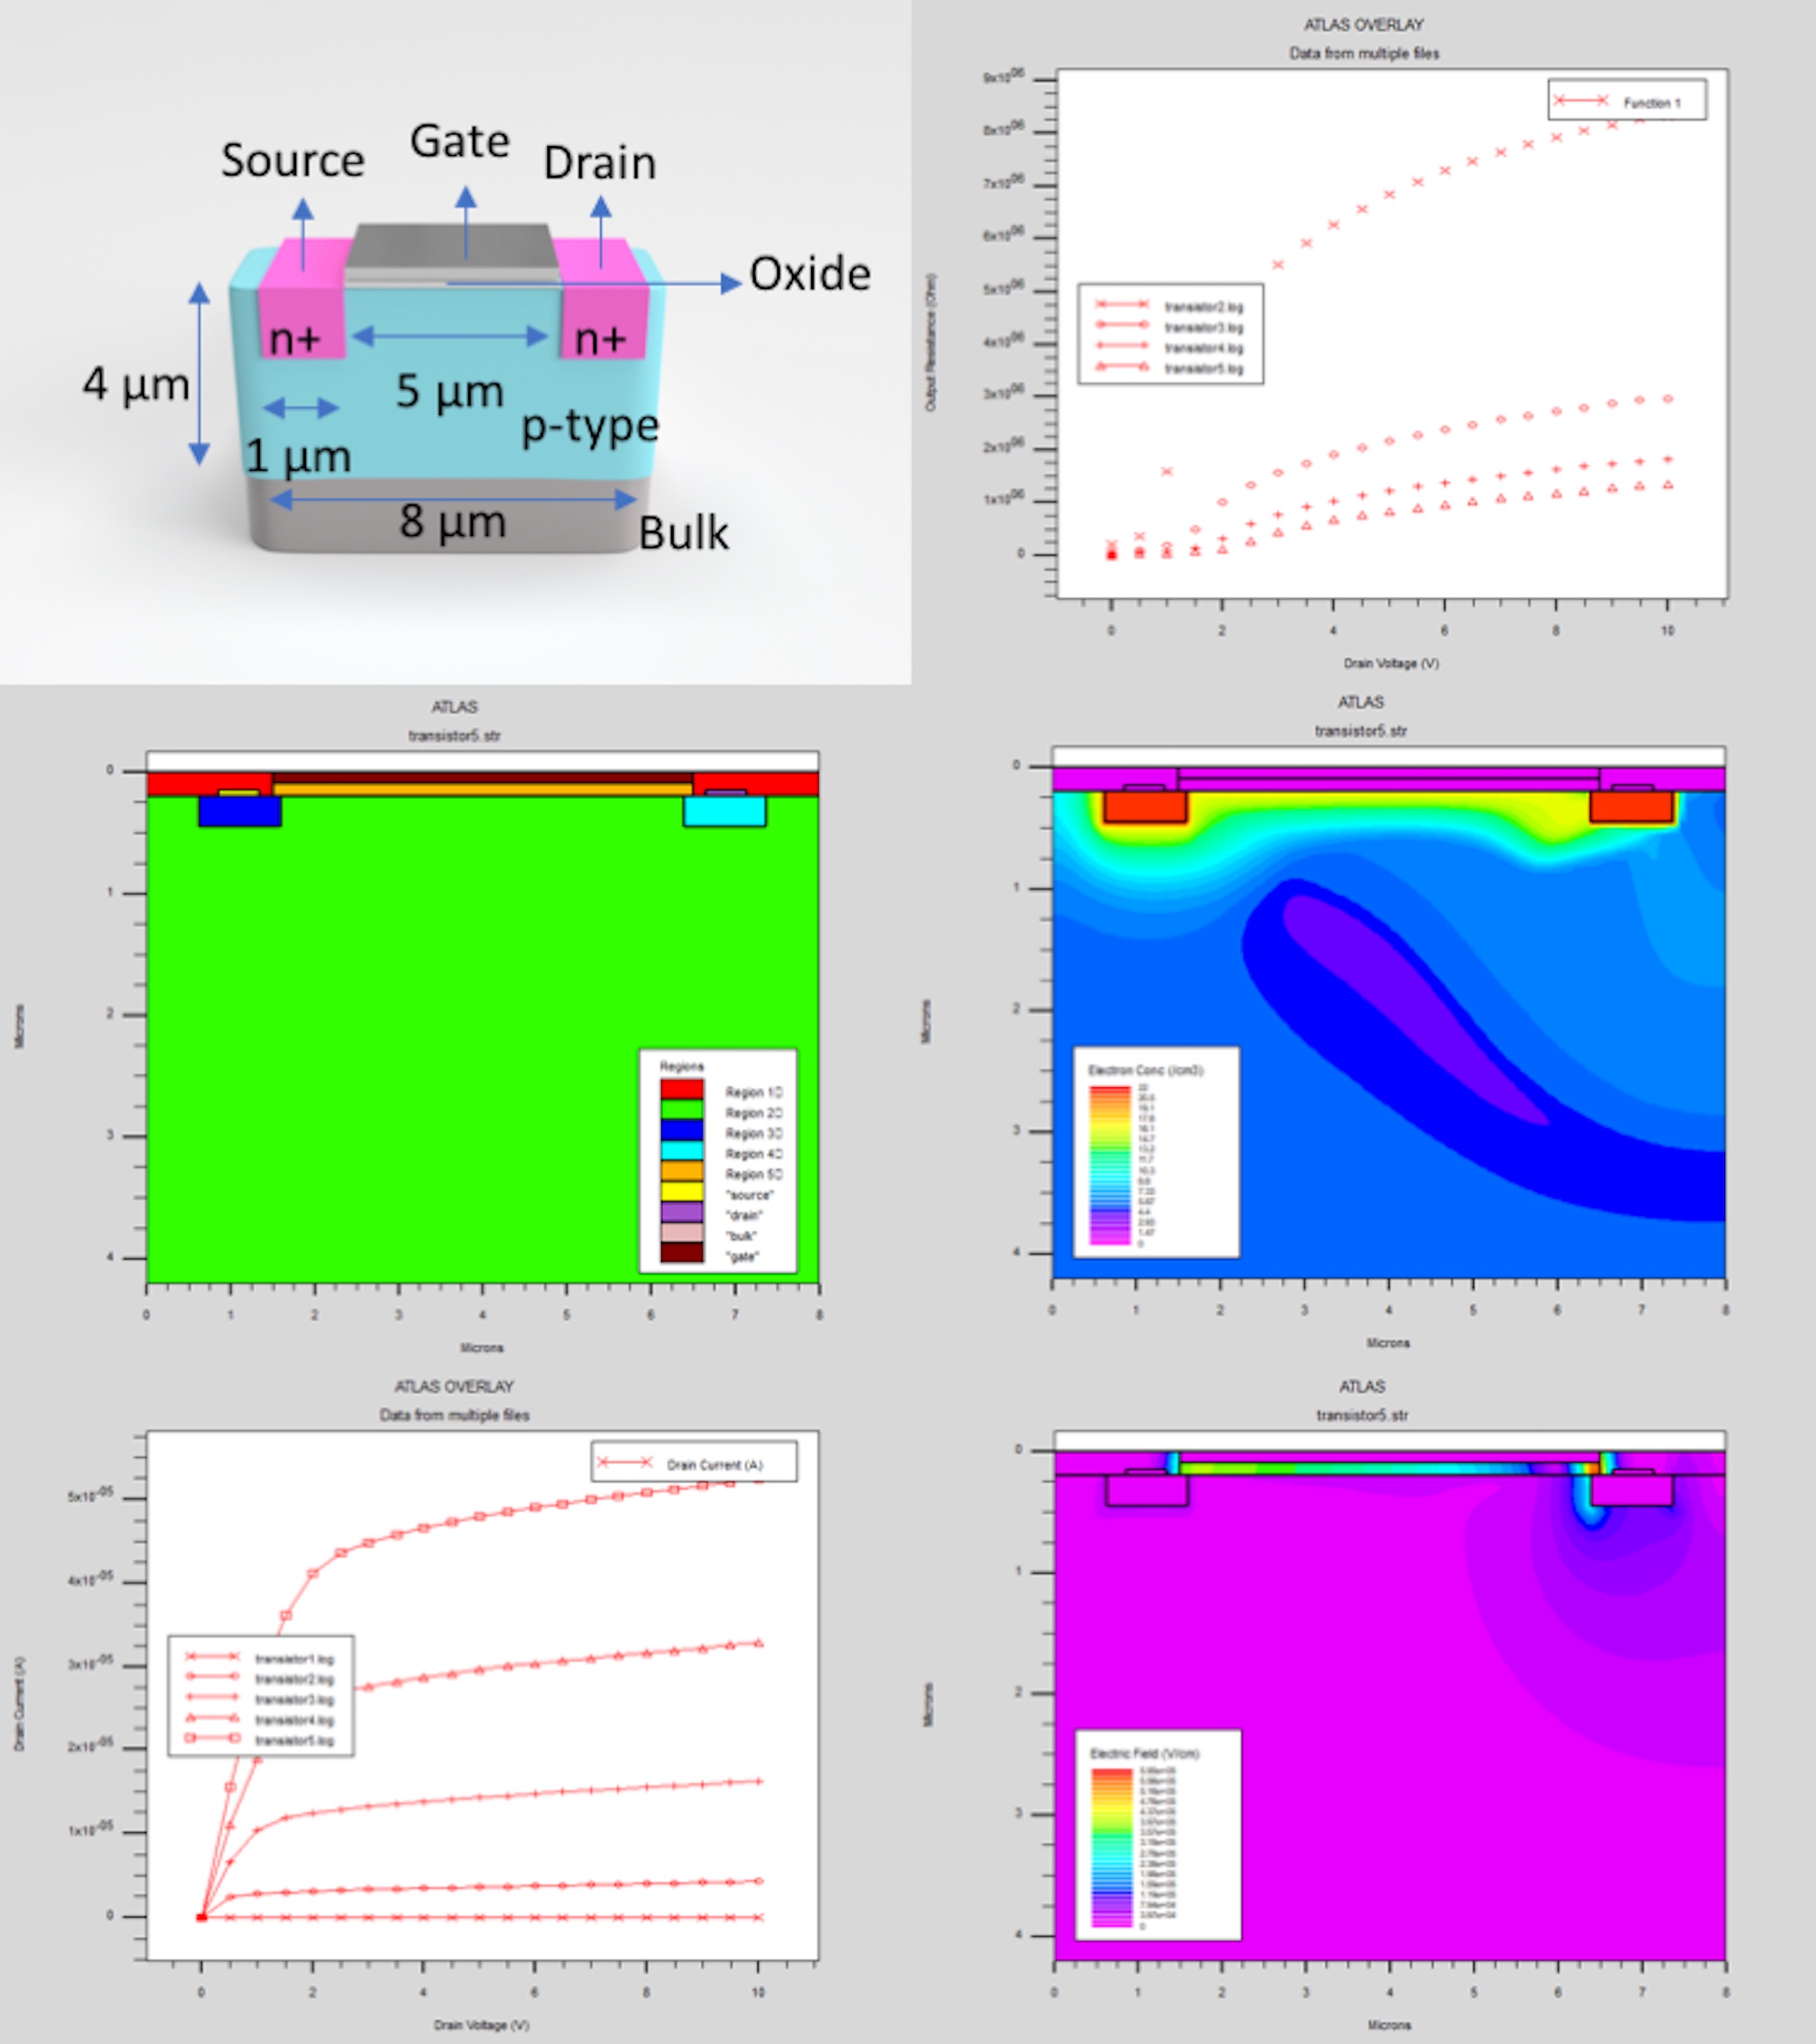 Source
Gate
Drain
Oxide
n+
n+
4 µm
5 µm
p-type
1 µm
8 µm
Bulk
ATLAS OVERLAY
Data from multiple files
Function 1
9x10^06
8x10^06
7x10^06
6x10^06
5x10^06
4x10^06
3x10^06
2x10^06
1x10^06
0
Output Resistance (Ohm)
transistor2.log
transistor3.log
transistor4.log
transistor5.log
0 2 4 6 8 10
Drain Voltage (V)
ATLAS
transistor5.str
0
1
2
3
4
Microns
Regions
Region 1
Region 2
Region 3
Region 4
Region 5
"source"
"drain"
"bulk"
"gate"
0 1 2 3 4 5 6 7 8
Microns
ATLAS
transistor5.str
0
1
2
3
4
Microns
Electron Conc (/cm3)
22
16.1
14.7
13.2
11.7
10.3
8.8
7.33
5.87
4.4
2.93
1.47
0
0 1 2 3 4 5 6 7 8
Microns
ATLAS OVERLAY
Data from multiple files
Drain Current (A)
5x10^-05
4x10^-05
3x10^-05
2x10^-05
1x10^-05
0
Drain Current (A)
transistor1.log
transistor2.log
transistor3.log
transistor4.log
transistor5.log
0 2 4 6 8 10
Drain Voltage (V)
ATLAS
transistor5.str
0
1
2
3
4
Microns
Electric Field (V/cm)
0
0 1 2 3 4 5 6 7 8
Microns